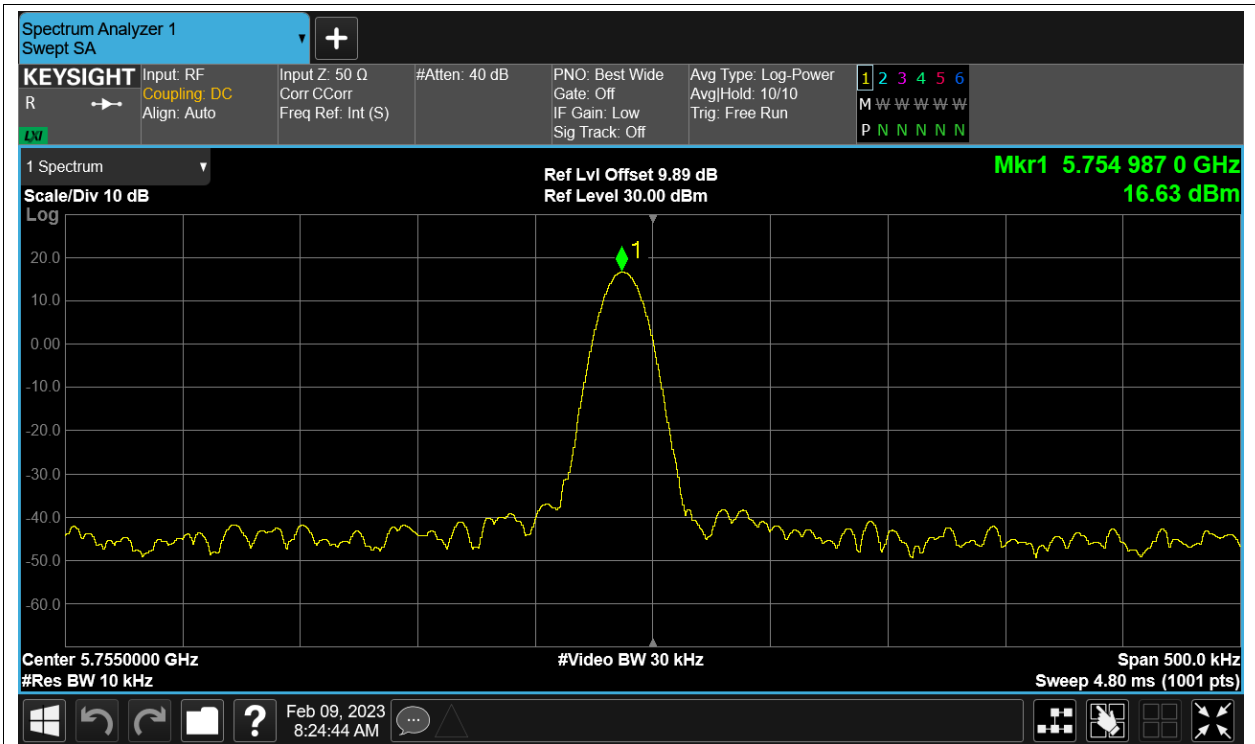 Spectrum Analyzer 1
Swept SA
KEYSIGHT
R
LXI
Input: RF
Coupling: DC
Align: Auto
Input Z: 50 Ω
Corr CCorr
Freq Ref: Int (S)
#Atten: 40 dB
PNO: Best Wide
Gate: Off
IF Gain: Low
Sig Track: Off
Avg Type: Log-Power
Avg|Hold: 10/10
Trig: Free Run
1 2 3 4 5 6
M W W W W W
P N N N N N
1 Spectrum
Scale/Div 10 dB
Log
Ref Lvl Offset 9.89 dB
Ref Level 30.00 dBm
Mkr1 5.754 987 0 GHz
16.63 dBm
1
20.0
10.0
0.00
-10.0
-20.0
-30.0
-40.0
-50.0
-60.0
Center 5.7550000 GHz
#Res BW 10 kHz
#Video BW 30 kHz
Span 500.0 kHz
Sweep 4.80 ms (1001 pts)
?
Feb 09, 2023
8:24:44 AM